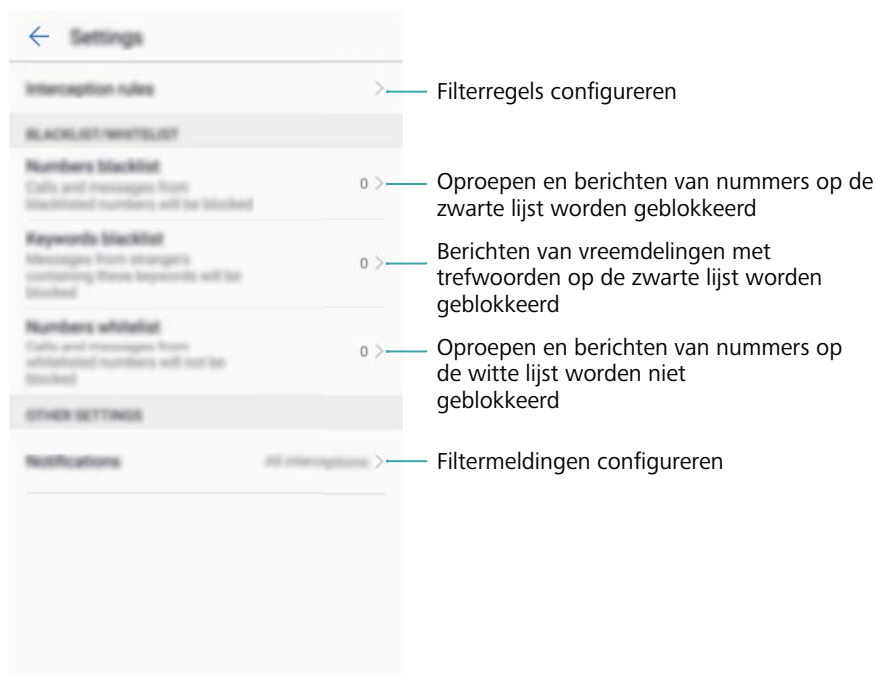 Settings
Interception rules
Filterregels configureren
BLACKLIST/WHITELIST
Numbers blacklist
Calls and messages from
blacklisted numbers will be blocked
0
Oproepen en berichten van nummers op de
zwarte lijst worden geblokkeerd
Keywords blacklist
Messages from strangers
containing these keywords will be
blocked
0
Berichten van vreemdelingen met
trefwoorden op de zwarte lijst worden
geblokkeerd
Numbers whitelist
Calls and messages from
whitelisted numbers will not be
blocked
0
Oproepen en berichten van nummers op
de witte lijst worden niet
geblokkeerd
OTHER SETTINGS
Notifications
All interceptions
Filtermeldingen configureren